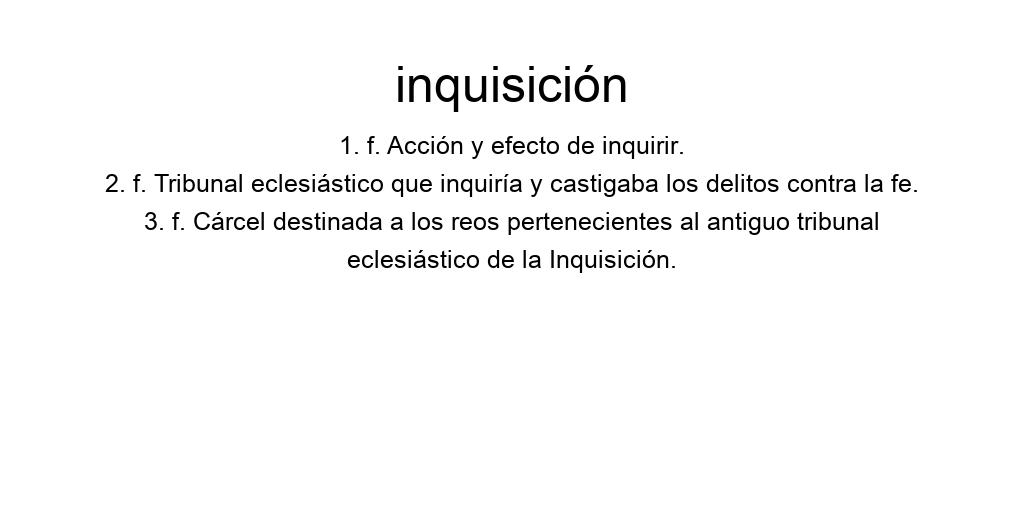 inquisición
1. f. Acción y efecto de inquirir.
2. f. Tribunal eclesiástico que inquiría y castigaba los delitos contra la fe.
3. f. Cárcel destinada a los reos pertenecientes al antiguo tribunal
eclesiástico de la Inquisición.